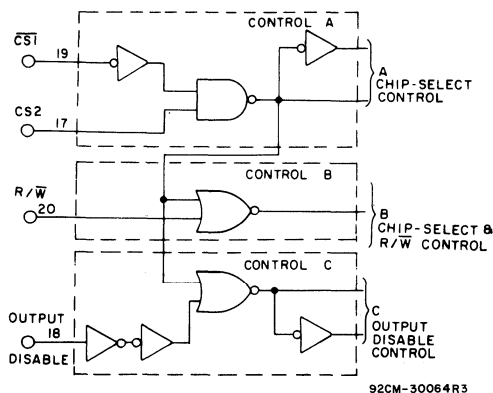 CONTROL A
C̅S̅1̅
19
CS2
17
A
CHIP-SELECT
CONTROL
CONTROL B
R/W̅
20
B
CHIP-SELECT &
R/W̅ CONTROL
CONTROL C
OUTPUT
18
DISABLE
C
OUTPUT
DISABLE
CONTROL
92CM-30064R3